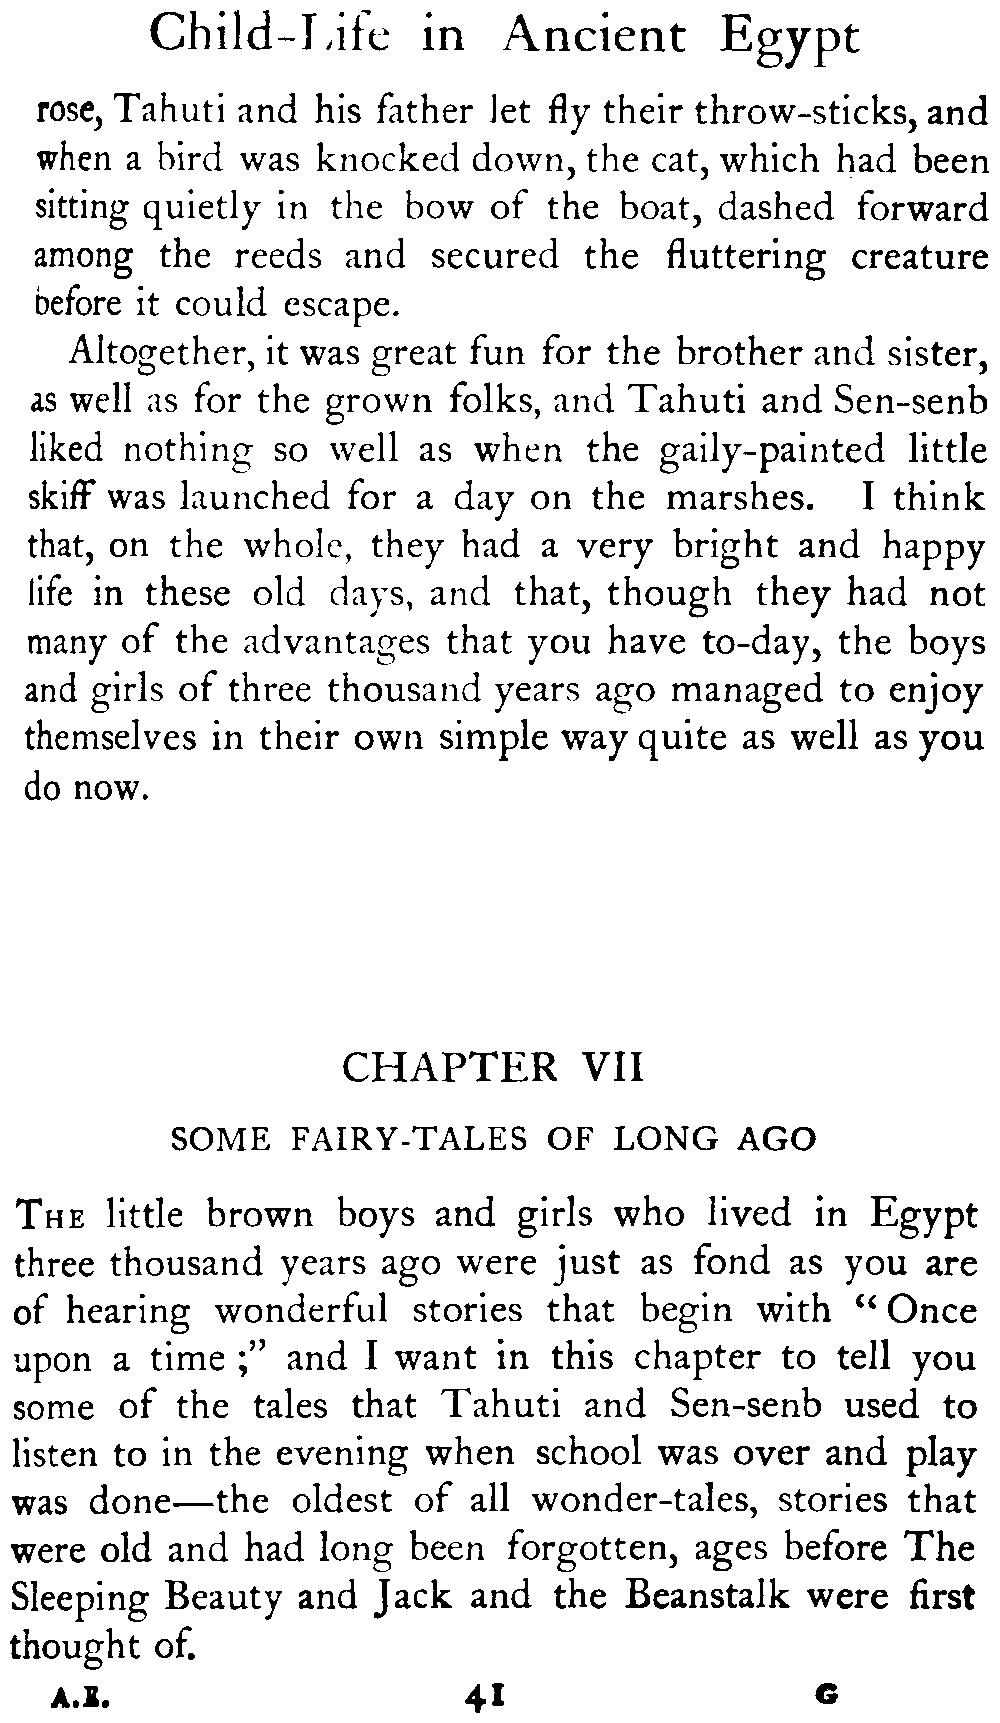 Child-Life in Ancient Egypt
rose, Tahuti and his father let fly their throw-sticks, and
when a bird was knocked down, the cat, which had been
sitting quietly in the bow of the boat, dashed forward
among the reeds and secured the fluttering creature
before it could escape.
Altogether, it was great fun for the brother and sister,
as well as for the grown folks, and Tahuti and Sen-senb
liked nothing so well as when the gaily-painted little
skiff was launched for a day on the marshes. I think
that, on the whole, they had a very bright and happy
life in these old days, and that, though they had not
many of the advantages that you have to-day, the boys
and girls of three thousand years ago managed to enjoy
themselves in their own simple way quite as well as you
do now.
CHAPTER VII
SOME FAIRY-TALES OF LONG AGO
THE little brown boys and girls who lived in Egypt
three thousand years ago were just as fond as you are
of hearing wonderful stories that begin with “Once
upon a time ;” and I want in this chapter to tell you
some of the tales that Tahuti and Sen-senb used to
listen to in the evening when school was over and play
was done—the oldest of all wonder-tales, stories that
were old and had long been forgotten, ages before The
Sleeping Beauty and Jack and the Beanstalk were first
thought of.
A.E. 41 G